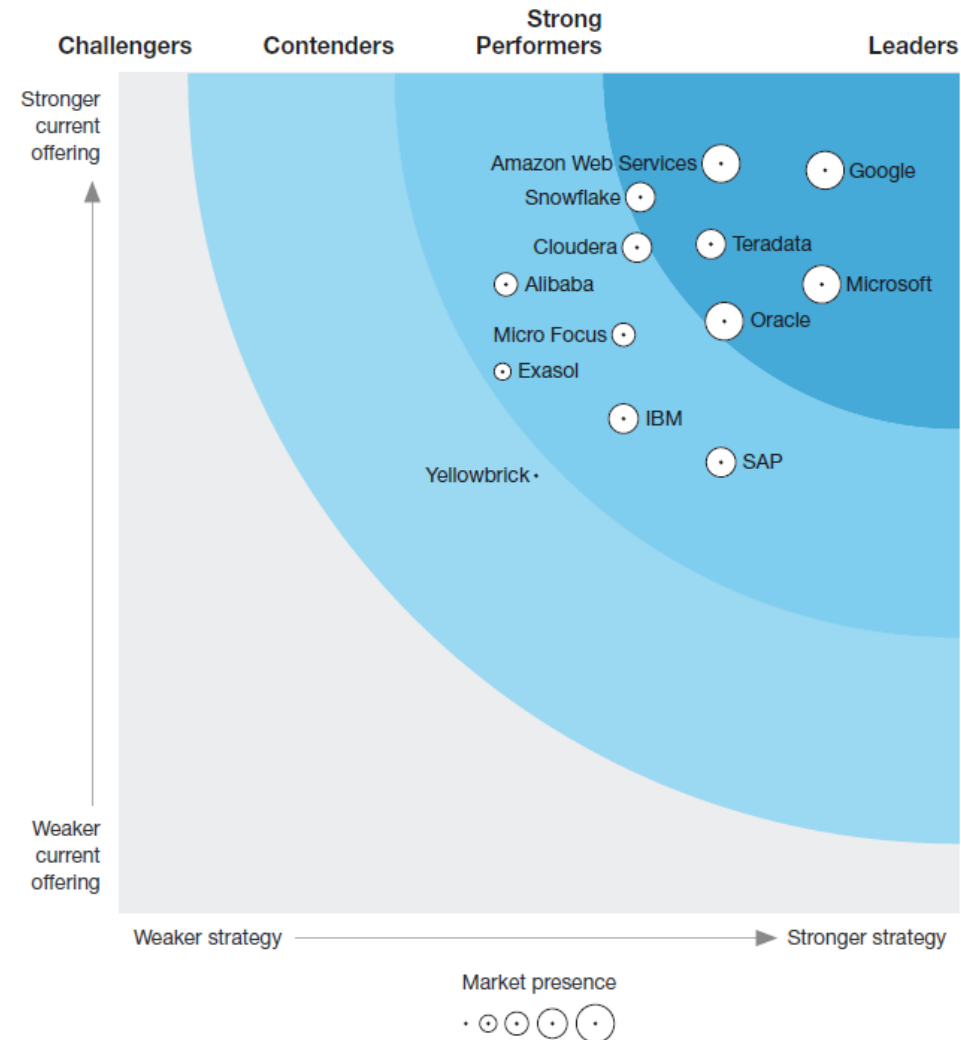 Strong
Challengers Contenders Performers Leaders
Stronger
current
offering
Amazon Web Services
Google
Snowflake
Cloudera
Teradata
Alibaba
Microsoft
Oracle
Micro Focus
Exasol
IBM
SAP
Yellowbrick
Weaker
current
offering
Weaker strategy
Stronger strategy
Market presence